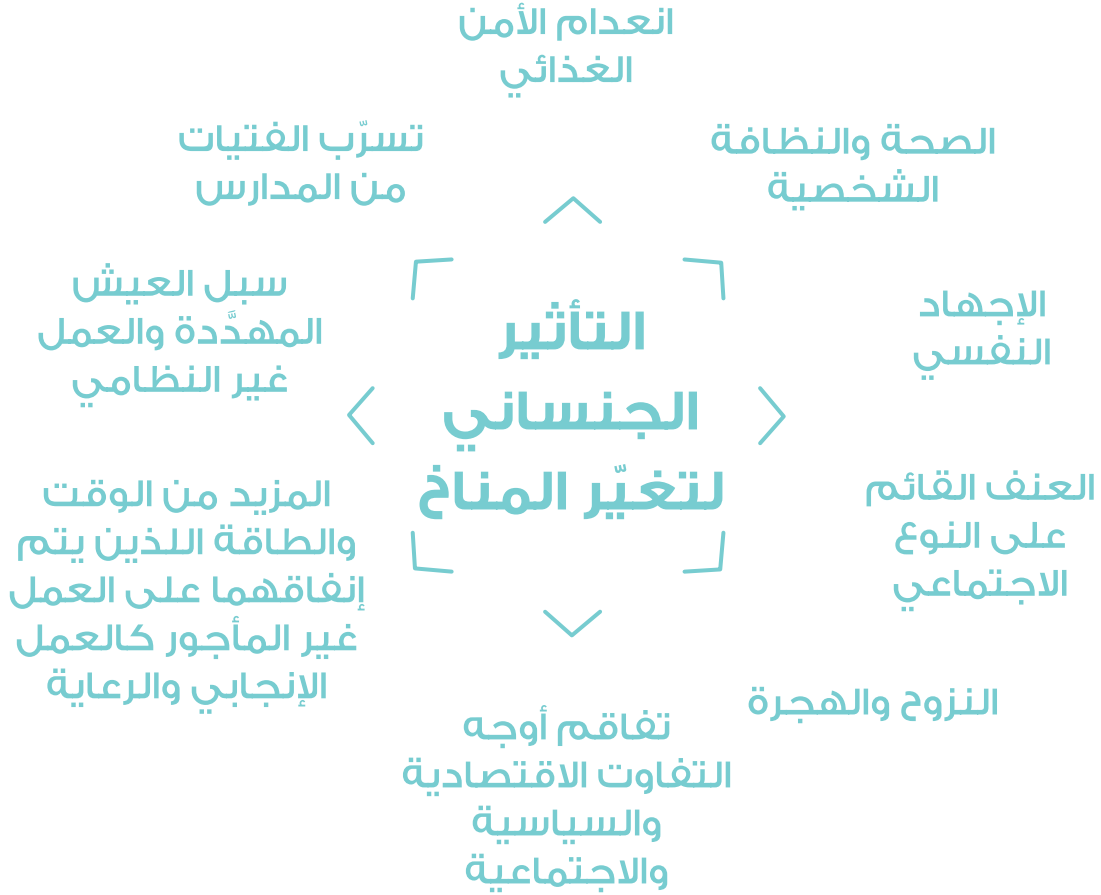 انعدام الأمن
الغذائي
الصحة والنظافة
الشخصية
الإجهاد
النفسي
العنف القائم
على النوع
الاجتماعي
النزوح والهجرة
تفاقم أوجه
التفاوت الاقتصادية
والسياسية
والاجتماعية
المزيد من الوقت
والطاقة اللذين يتم
إنفاقهما على العمل
غير المأجور كالعمل
الإنجابي والرعاية
سبل العيش
المهدَّدة والعمل
غير النظامي
تسرّب الفتيات
من المدارس
التأثير
الجنساني
لتغيّر المناخ